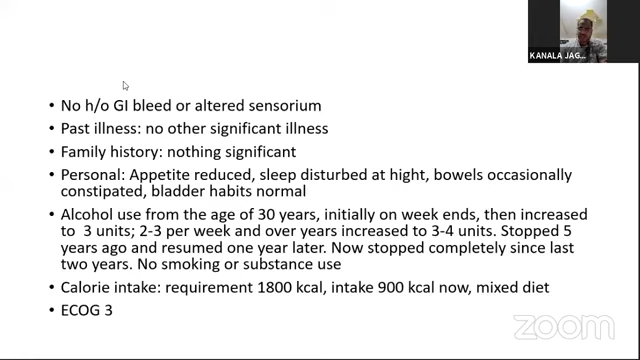 KANALA JAG...
• No h/o GI bleed or altered sensorium
• Past illness: no other significant illness
• Family history: nothing significant
• Personal: Appetite reduced, sleep disturbed at hight, bowels occasionally
constipated, bladder habits normal
• Alcohol use from the age of 30 years, initially on week ends, then increased
to 3 units; 2-3 per week and over years increased to 3-4 units. Stopped 5
years ago and resumed one year later. Now stopped completely since last
two years. No smoking or substance use
• Calorie intake: requirement 1800 kcal, intake 900 kcal now, mixed diet
• ECOG 3
zoom